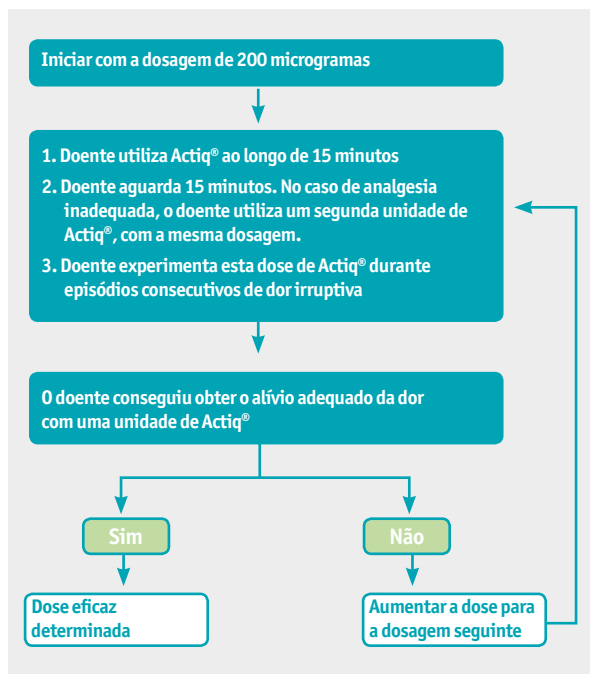 Iniciar com a dosagem de 200 microgramas
1. Doente utiliza Actiq® ao longo de 15 minutos
2. Doente aguarda 15 minutos. No caso de analgesia
inadequada, o doente utiliza um segunda unidade de
Actiq®, com a mesma dosagem.
3. Doente experimenta esta dose de Actiq® durante
episódios consecutivos de dor irruptiva
O doente conseguiu obter o alívio adequado da dor
com uma unidade de Actiq®
Sim
Não
Dose eficaz
determinada
Aumentar a dose para
a dosagem seguinte